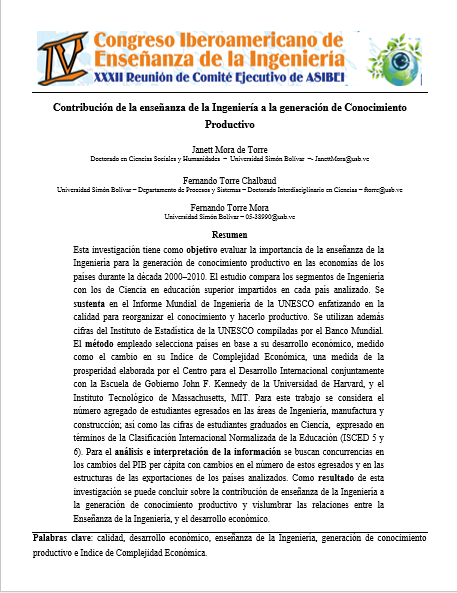 IV Congreso Iberoamericano de
Enseñanza de la Ingeniería
XXXII Reunión de Comité Ejecutivo de ASIBEI
Contribución de la enseñanza de la Ingeniería a la generación de Conocimiento
Productivo
Janett Mora de Torre
Doctorado en Ciencias Sociales y Humanidades – Universidad Simón Bolívar –- JanettMora@usb.ve
Fernando Torre Chalbaud
Universidad Simón Bolívar – Departamento de Procesos y Sistemas – Doctorado Interdisciplinario en Ciencias – ftorre@usb.ve
Fernando Torre Mora
Universidad Simón Bolívar – 05-38990@usb.ve
Resumen
Esta investigación tiene como objetivo evaluar la importancia de la enseñanza de la
Ingeniería para la generación de conocimiento productivo en las economías de los
países durante la década 2000–2010. El estudio compara los segmentos de Ingeniería
con los de Ciencia en educación superior impartidos en cada país analizado. Se
sustenta en el Informe Mundial de Ingeniería de la UNESCO enfatizando en la
calidad para reorganizar el conocimiento y hacerlo productivo. Se utilizan además
cifras del Instituto de Estadística de la UNESCO compiladas por el Banco Mundial.
El método empleado selecciona países en base a su desarrollo económico, medido
como el cambio en su Indice de Complejidad Económica, una medida de la
prosperidad elaborada por el Centro para el Desarrollo Internacional conjuntamente
con la Escuela de Gobierno John F. Kennedy de la Universidad de Harvard, y el
Instituto Tecnológico de Massachusetts, MIT. Para este trabajo se considera el
número agregado de estudiantes egresados en las áreas de Ingeniería, manufactura y
construcción; así como las cifras de estudiantes graduados en Ciencia, expresado en
términos de la Clasificación Internacional Normalizada de la Educación (ISCED 5 y
6). Para el análisis e interpretación de la información se buscan concurrencias en
los cambios del PIB per cápita con cambios en el número de estos egresados y en las
estructuras de las exportaciones de los países analizados. Como resultado de esta
investigación se puede concluir sobre la contribución de enseñanza de la Ingeniería a
la generación de conocimiento productivo y vislumbrar las relaciones entre la
Enseñanza de la Ingeniería, y el desarrollo económico.
Palabras clave: calidad, desarrollo económico, enseñanza de la Ingeniería, generación de conocimiento
productivo e Indice de Complejidad Económica.